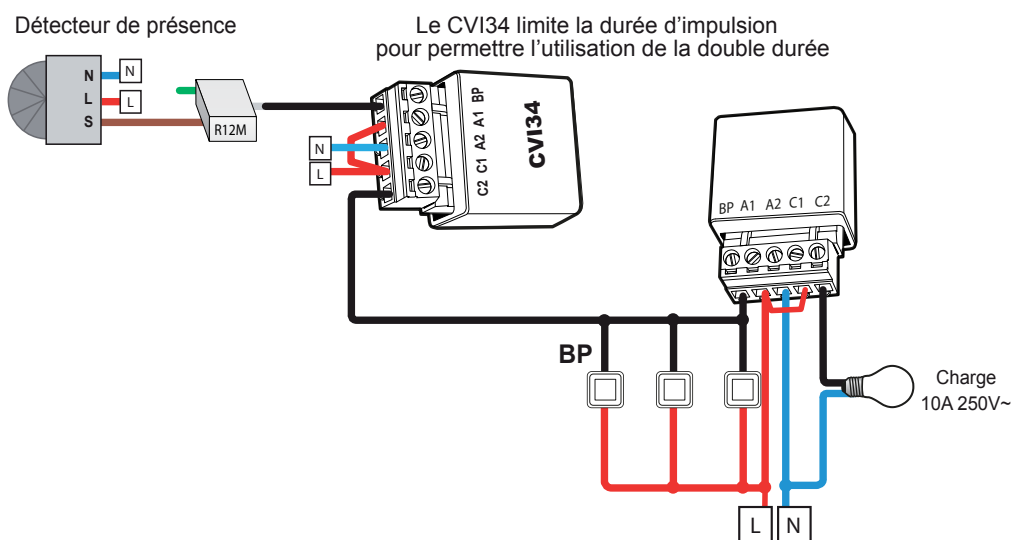 Détecteur de présence
Le CVI34 limite la durée d'impulsion
pour permettre l'utilisation de la double durée
N N
L L
S
R12M
N
L
C2 C1 A2 A1 BP
CVI34
BP A1 A2 C1 C2
BP
Charge
10A 250V~
L N